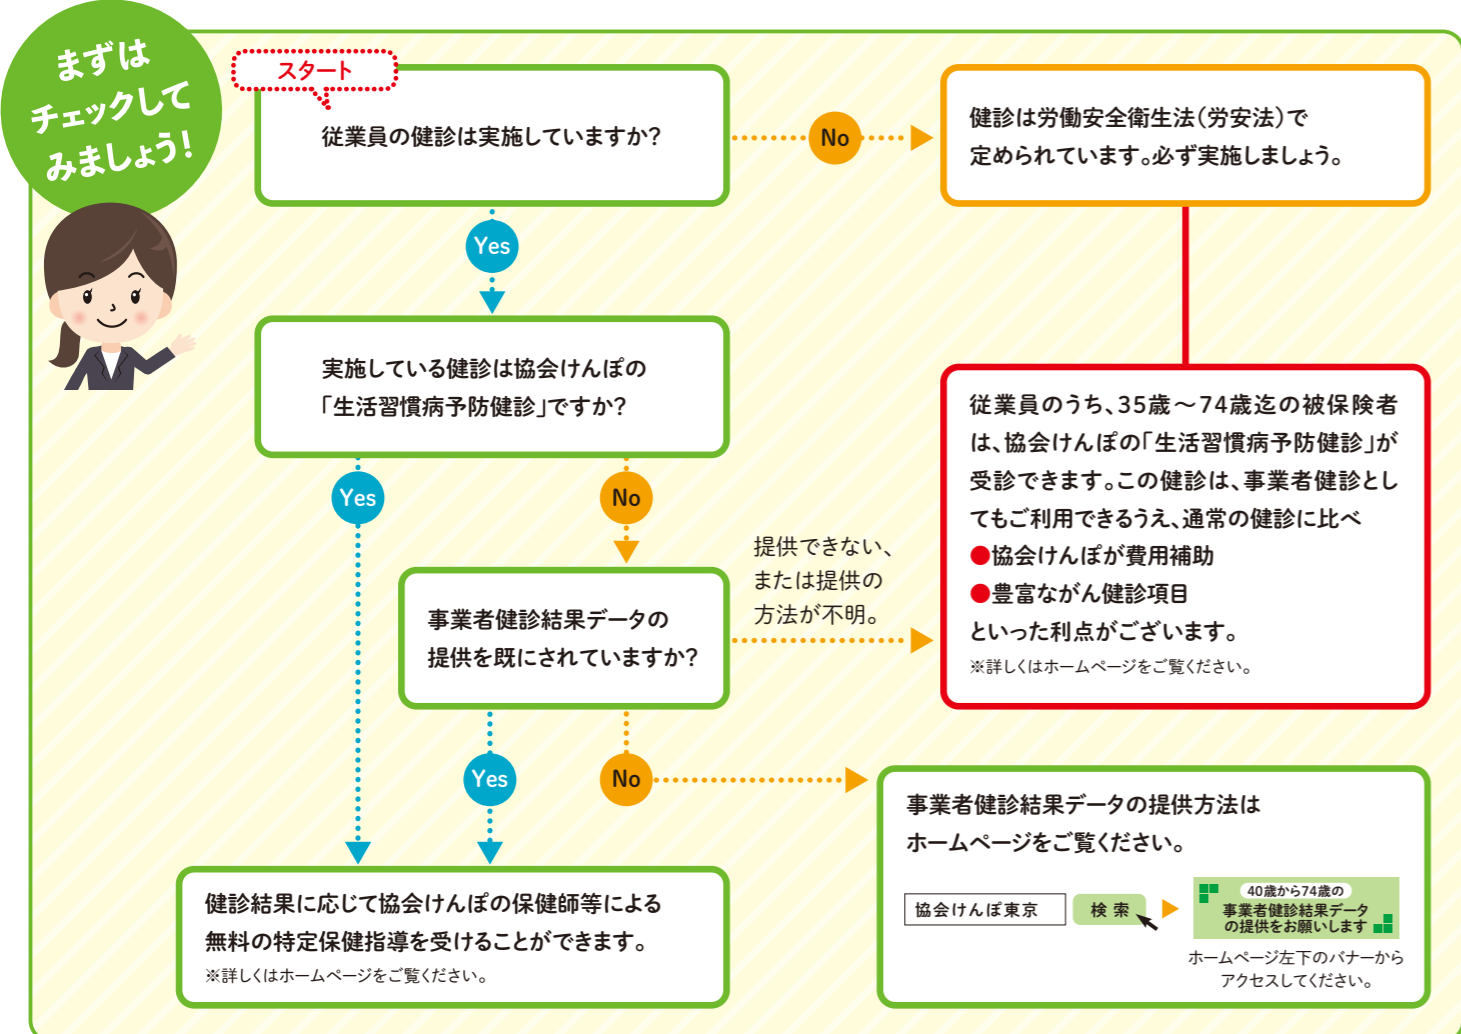 まずは
チェックして
みましょう！
スタート
従業員の健診は実施していますか？
No
健診は労働安全衛生法（労安法）で
定められています。必ず実施しましょう。
Yes
実施している健診は協会けんぽの
「生活習慣病予防健診」ですか？
Yes
No
従業員のうち、35歳～74歳迄の被保険者
は、協会けんぽの「生活習慣病予防健診」が
受診できます。この健診は、事業者健診とし
てもご利用できるうえ、通常の健診に比べ
●協会けんぽが費用補助
●豊富ながん健診項目
といった利点がございます。
※詳しくはホームページをご覧ください。
提供できない、
または提供の
方法が不明。
事業者健診結果データの
提供を既にされていますか？
Yes
No
事業者健診結果データの提供方法は
ホームページをご覧ください。
協会けんぽ東京
検索
40歳から74歳の
事業者健診結果データ
の提供をお願いします
ホームページ左下のバナーから
アクセスしてください。
健診結果に応じて協会けんぽの保健師等による
無料の特定保健指導を受けることができます。
※詳しくはホームページをご覧ください。